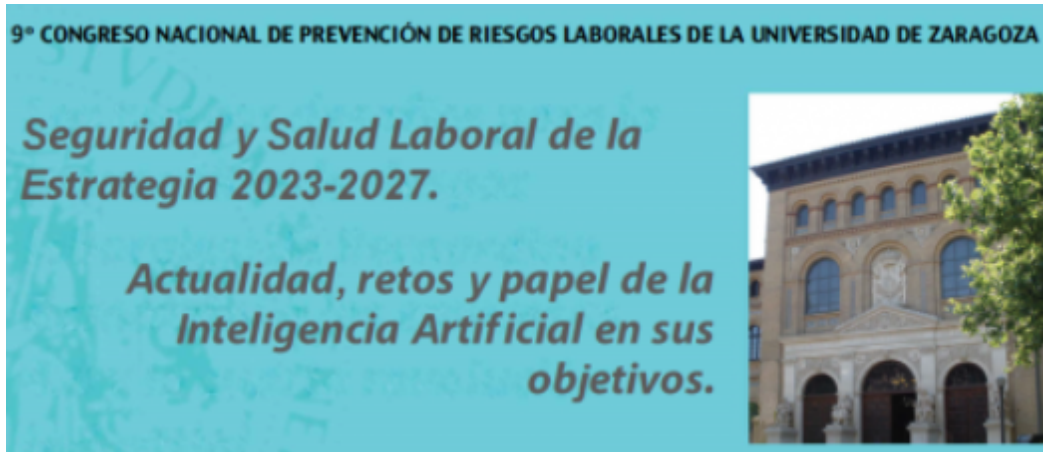 9º CONGRESO NACIONAL DE PREVENCIÓN DE RIESGOS LABORALES DE LA UNIVERSIDAD DE ZARAGOZA
Seguridad y Salud Laboral de la
Estrategia 2023-2027.
Actualidad, retos y papel de la
Inteligencia Artificial en sus
objetivos.